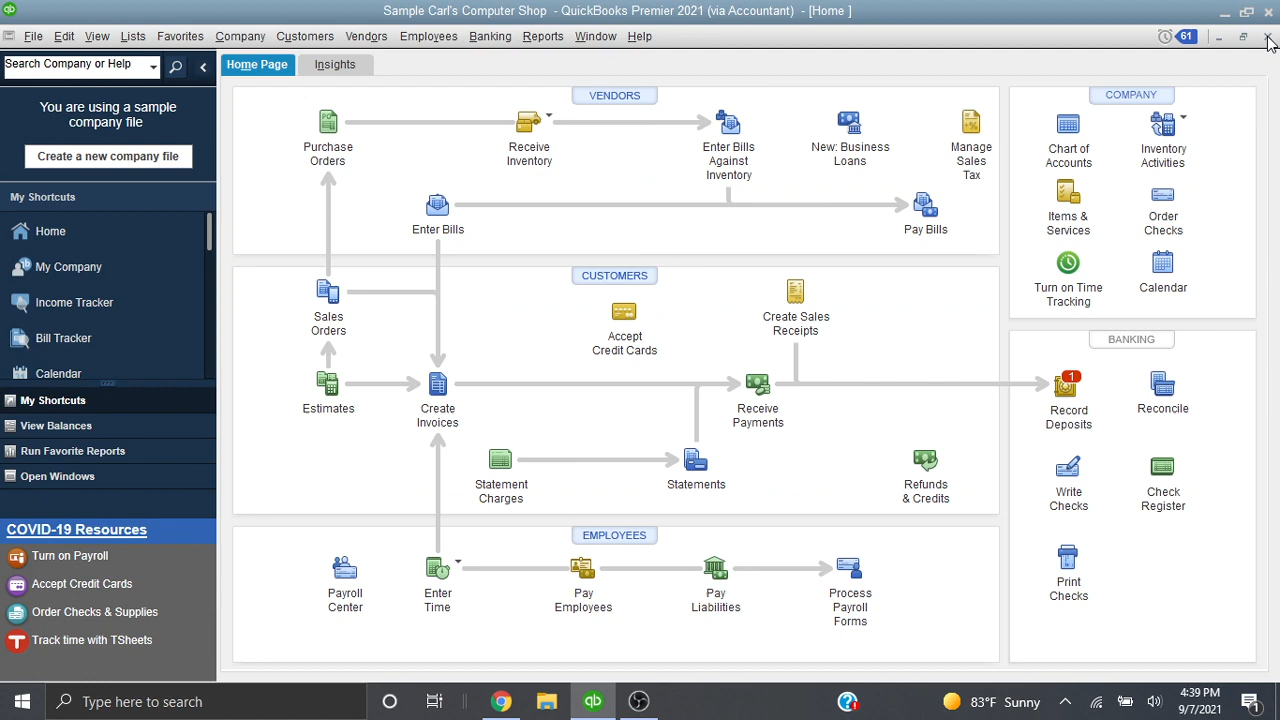 Sample Carl's Computer Shop - QuickBooks Premier 2021 (via Accountant) - [Home ]
File Edit View Lists Favorites Company Customers Vendors Employees Banking Reports Window Help
61
Search Company or Help
You are using a sample
company file
Create a new company file
My Shortcuts
Home
My Company
Income Tracker
Bill Tracker
Calendar
My Shortcuts
View Balances
Run Favorite Reports
Open Windows
COVID-19 Resources
Turn on Payroll
Accept Credit Cards
Order Checks & Supplies
Track time with TSheets
Home Page
Insights
VENDORS
Purchase
Orders
Receive
Inventory
Enter Bills
Against
Inventory
New: Business
Loans
Manage
Sales
Tax
Enter Bills
Pay Bills
CUSTOMERS
Sales
Orders
Accept
Credit Cards
Create Sales
Receipts
Estimates
Create
Invoices
Receive
Payments
Statement
Charges
Statements
Refunds
& Credits
EMPLOYEES
Payroll
Center
Enter
Time
Pay
Employees
Pay
Liabilities
Process
Payroll
Forms
COMPANY
Chart of
Accounts
Inventory
Activities
Items &
Services
Order
Checks
Turn on Time
Tracking
Calendar
BANKING
1
Record
Deposits
Reconcile
Write
Checks
Check
Register
Print
Checks
Type here to search
qb
83°F Sunny
4:39 PM
9/7/2021
1